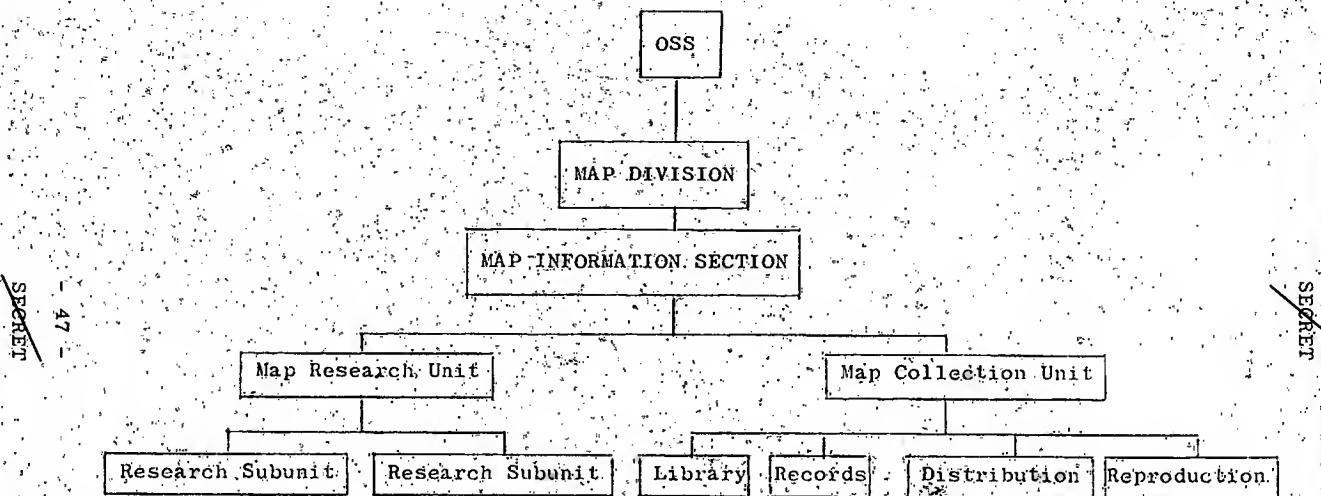 OSS
MAP DIVISION
MAP INFORMATION SECTION
Map Research Unit
Map Collection Unit
Research Subunit
Research Subunit
Library
Records
Distribution
Reproduction
- 47 -
SECRET
SECRET